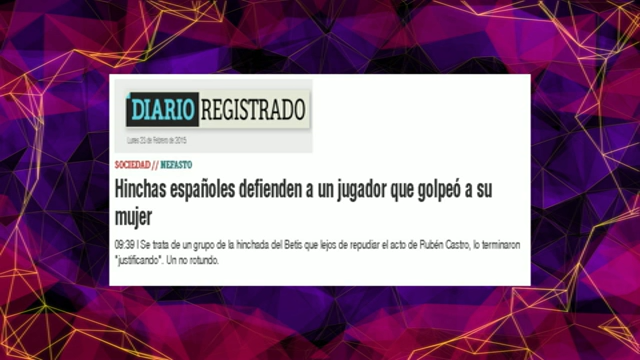 DIARIO REGISTRADO
Lunes 23 de Febrero de 2015
SOCIEDAD // NEFASTO
Hinchas españoles defienden a un jugador que golpeó a su
mujer
09:39 | Se trata de un grupo de la hinchada del Betis que lejos de repudiar el acto de Rubén Castro, lo terminaron
"justificando". Un no rotundo.